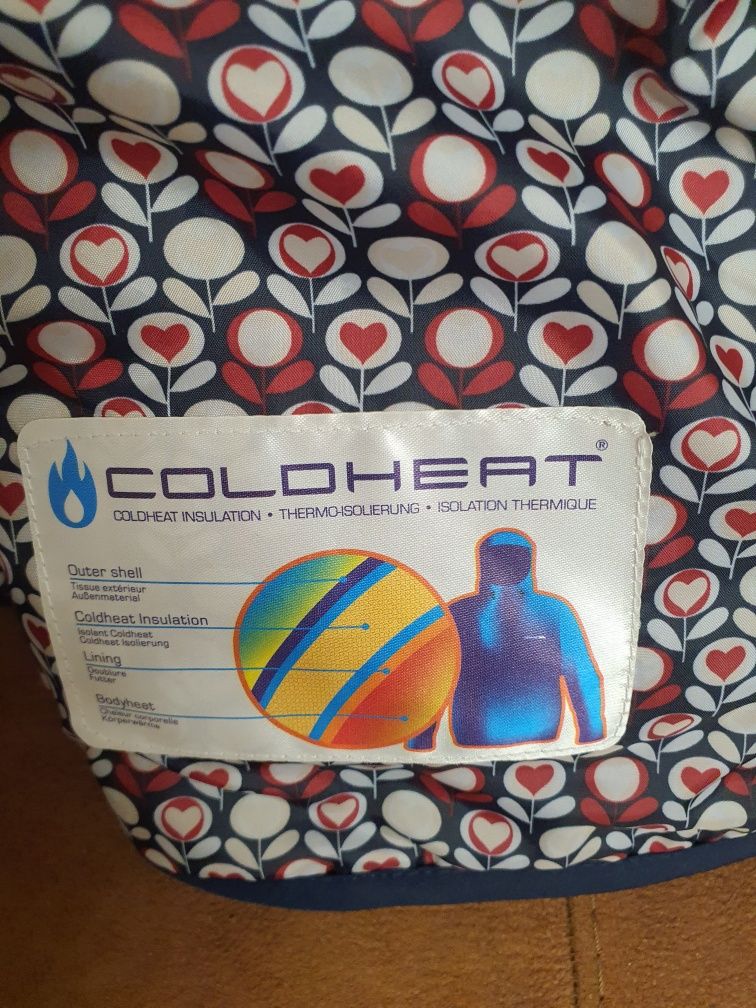 COLDHEAT®
COLDHEAT INSULATION • THERMO-ISOLIERUNG • ISOLATION THERMIQUE
Outer shell
Tissue extérieur
Außenmaterial
Coldheat Insulation
Isolant Coldheat
Coldheat Isolierung
Lining
Doublure
Futter
Bodyheet
Chaleur corporelle
Körperwärme